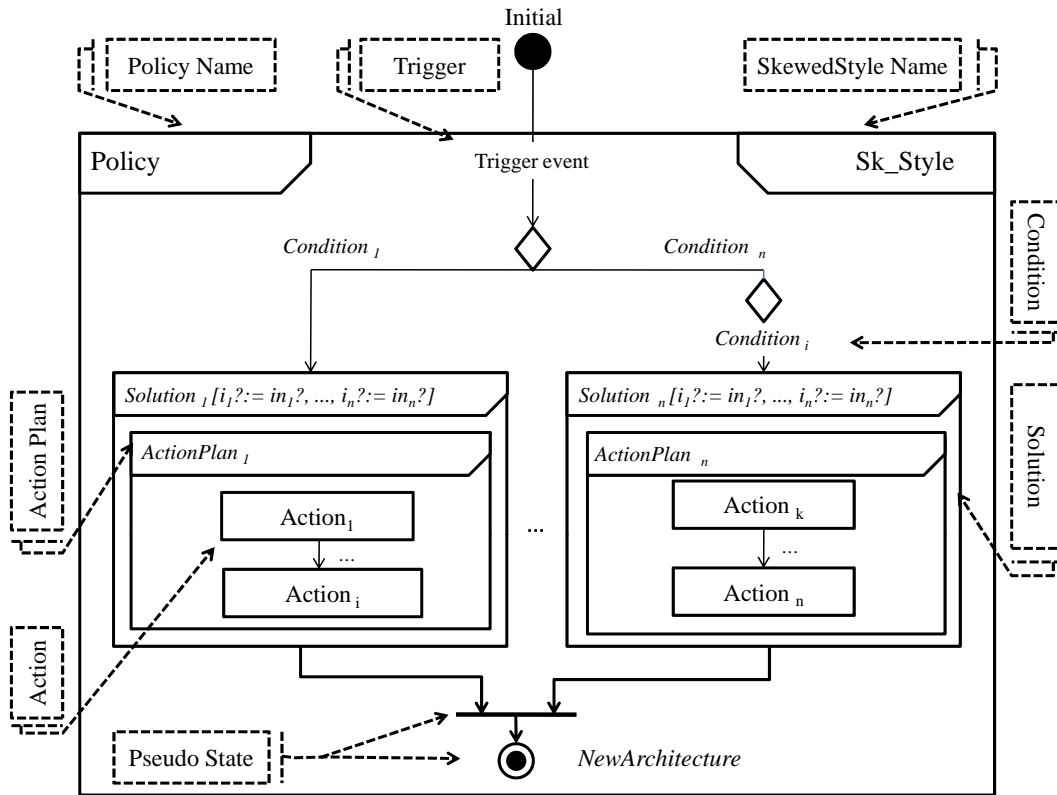 Initial
Policy Name
Trigger
SkewedStyle Name
Policy
Trigger event
Sk_Style
Condition 1
Condition n
Condition
Condition i
Solution 1 [i1?:= in1?, ..., in?:= inn?]
Solution n [i1?:= in1?, ..., in?:= inn?]
Action Plan
Solution
ActionPlan 1
ActionPlan n
Action1
Action k
...
...
...
Action i
Action n
Action
Pseudo State
NewArchitecture